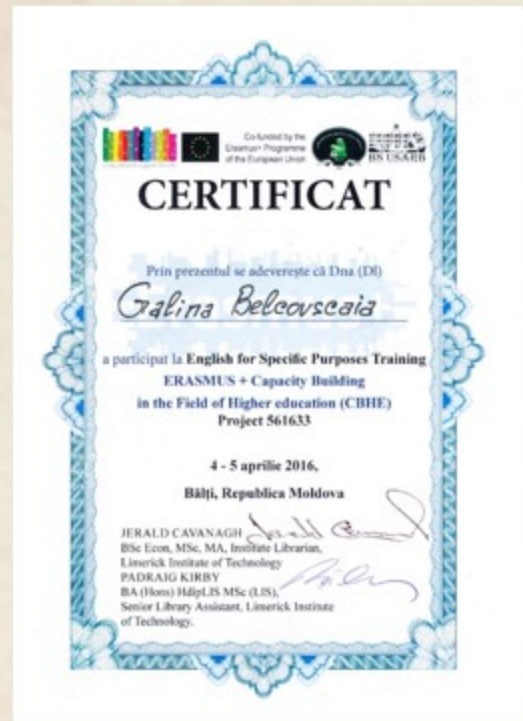 Co-funded by the
Erasmus+ Programme
of the European Union
BS USARB
CERTIFICAT
Prin prezentul se adeverește că Dna (Dl)
Galina Belcovscaia
a participat la English for Specific Purposes Training
ERASMUS + Capacity Building
in the Field of Higher education (CBHE)
Project 561633
4 - 5 aprilie 2016,
Bălți, Republica Moldova
JERALD CAVANAGH
BSc Econ, MSc, MA, Institute Librarian,
Limerick Institute of Technology
PADRAIG KIRBY
BA (Hons) HdipLIS MSc (LIS),
Senior Library Assistant, Limerick Institute
of Technology.